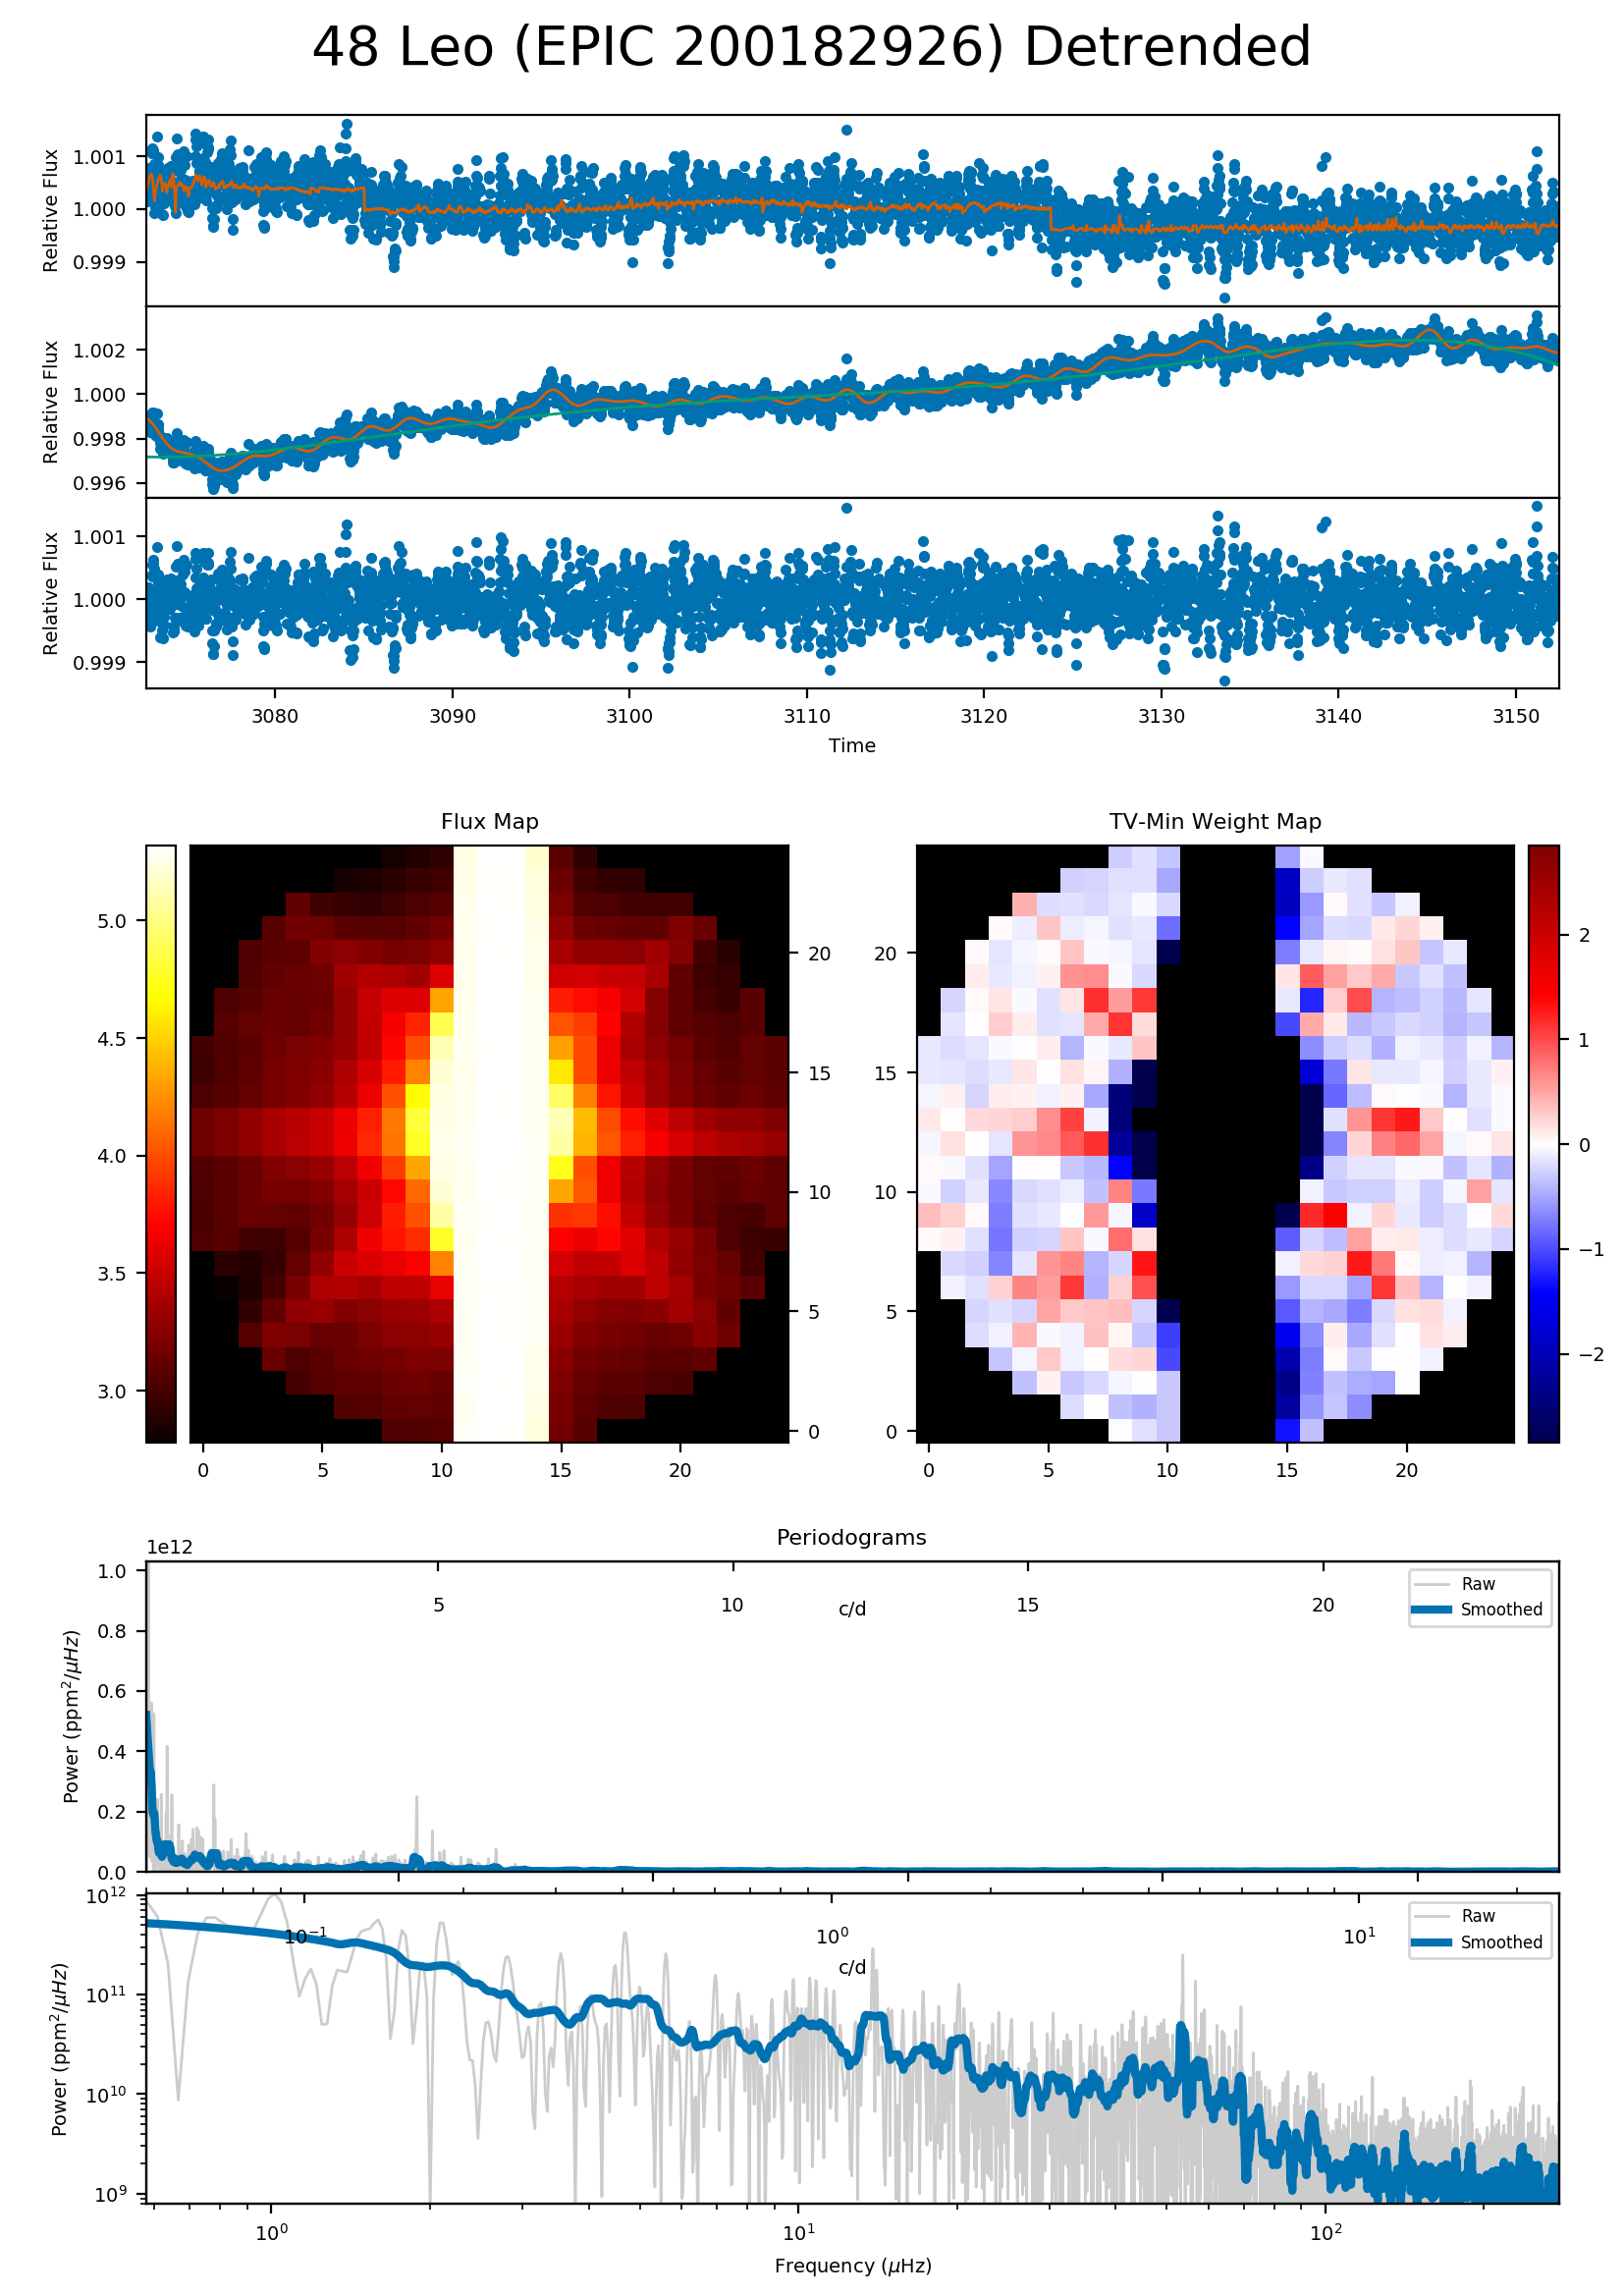 48 Leo (EPIC 200182926) Detrended
Relative Flux
1.001
1.000
0.999
Relative Flux
1.002
1.000
0.998
0.996
Relative Flux
1.001
1.000
0.999
3080 3090 3100 3110 3120 3130 3140 3150
Time
Flux Map
TV-Min Weight Map
5.0
4.5
4.0
3.5
3.0
20
15
10
5
0
0 5 10 15 20
20
15
10
5
0
0 5 10 15 20
2
1
0
−1
−2
Periodograms
1e12
Power (ppm²/μHz)
1.0
0.8
0.6
0.4
0.2
0.0
5 10 15 20
c/d
Raw
Smoothed
Power (ppm²/μHz)
10¹²
10¹¹
10¹⁰
10⁹
10⁻¹ 10⁰ 10¹
c/d
Raw
Smoothed
10⁰ 10¹ 10²
Frequency (μHz)